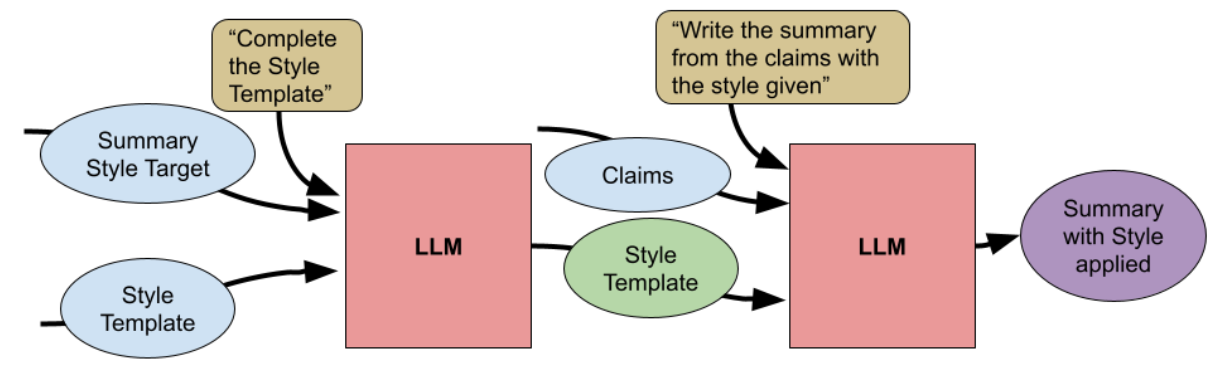 “Complete
the Style
Template”
“Write the summary
from the claims with
the style given”
Summary
Style Target
Claims
LLM
LLM
Summary
with Style
applied
Style
Template
Style
Template